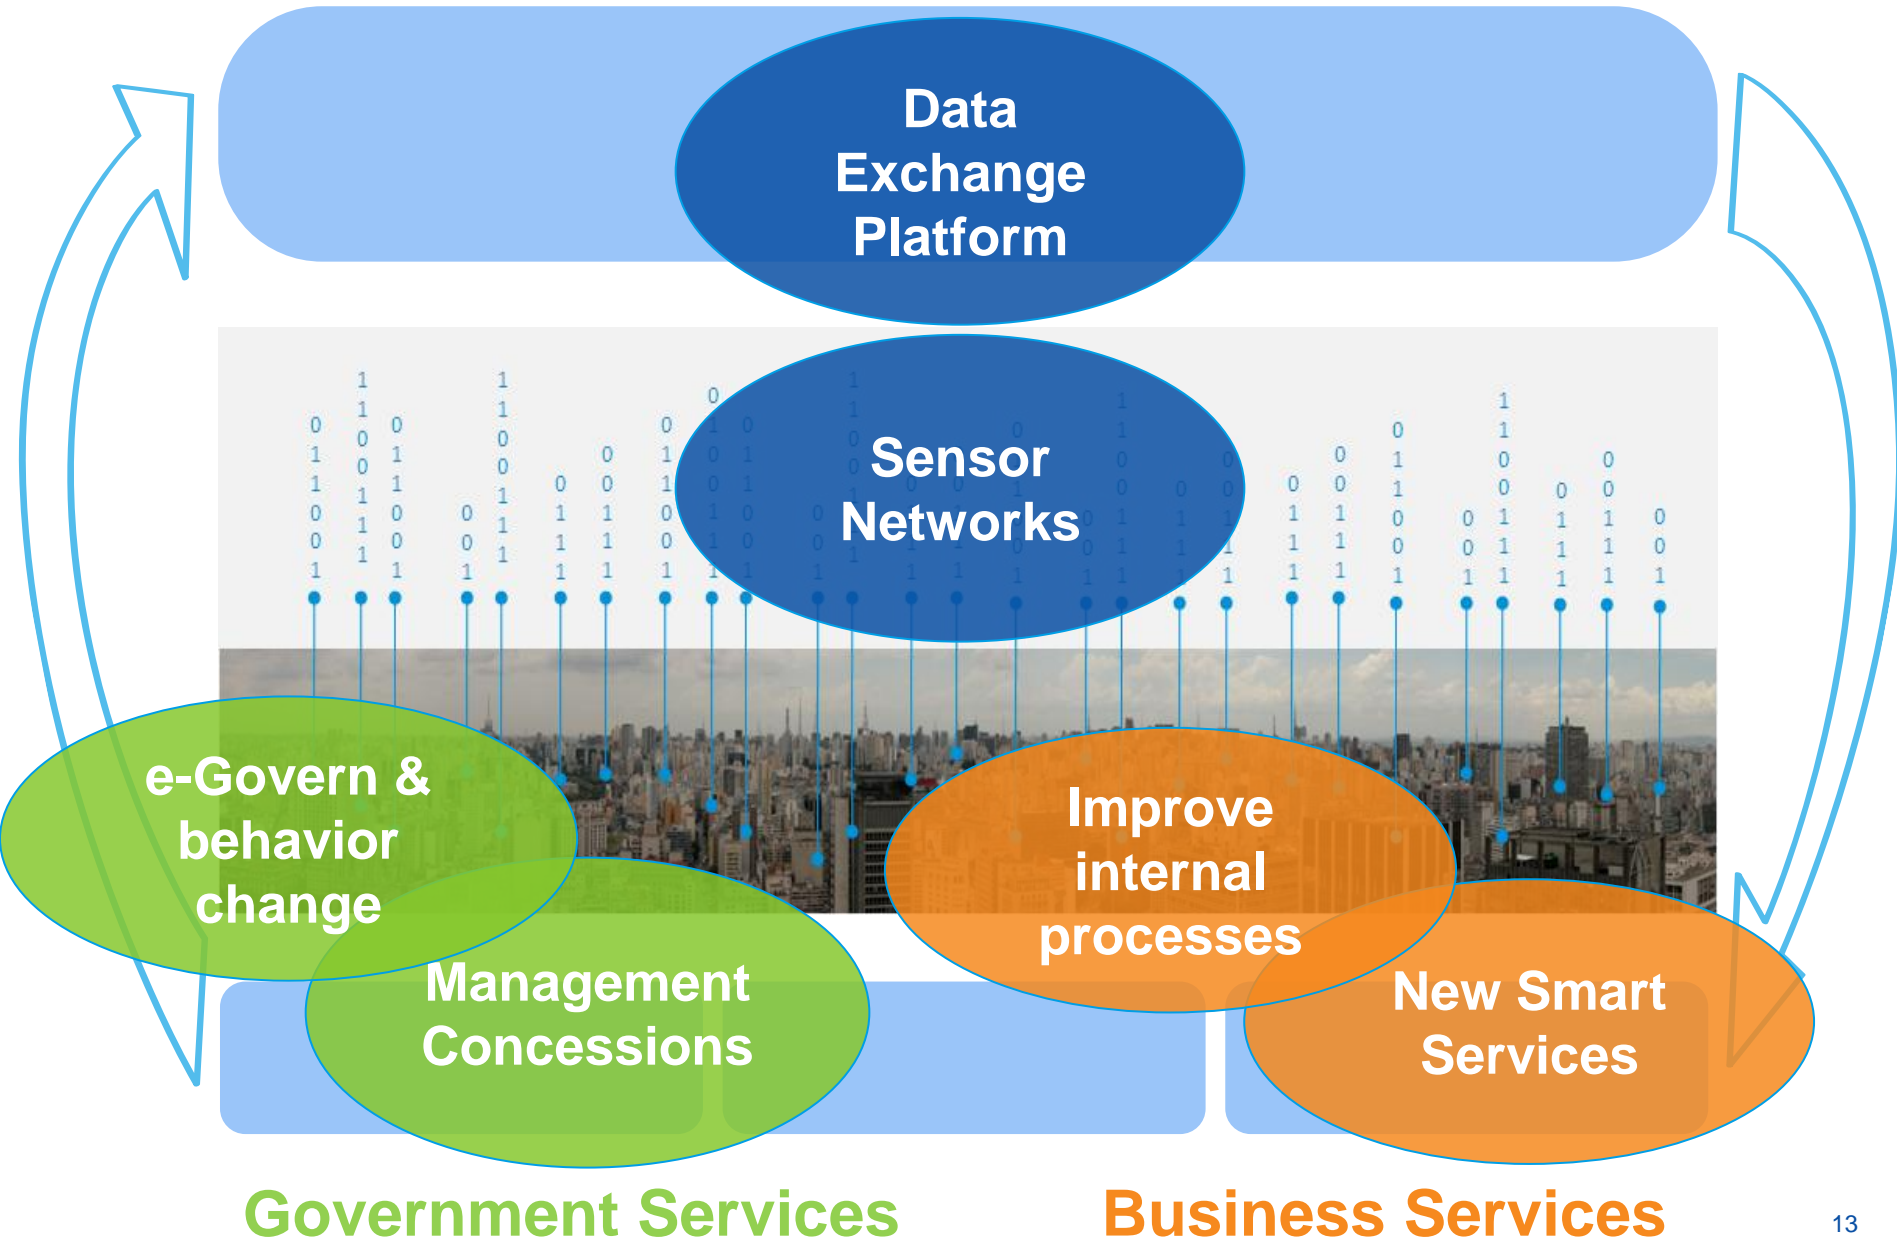 Data
Exchange
Platform
Sensor
Networks
e-Govern &
behavior
change
Management
Concessions
Improve
internal
processes
New Smart
Services
Government Services
Business Services
13